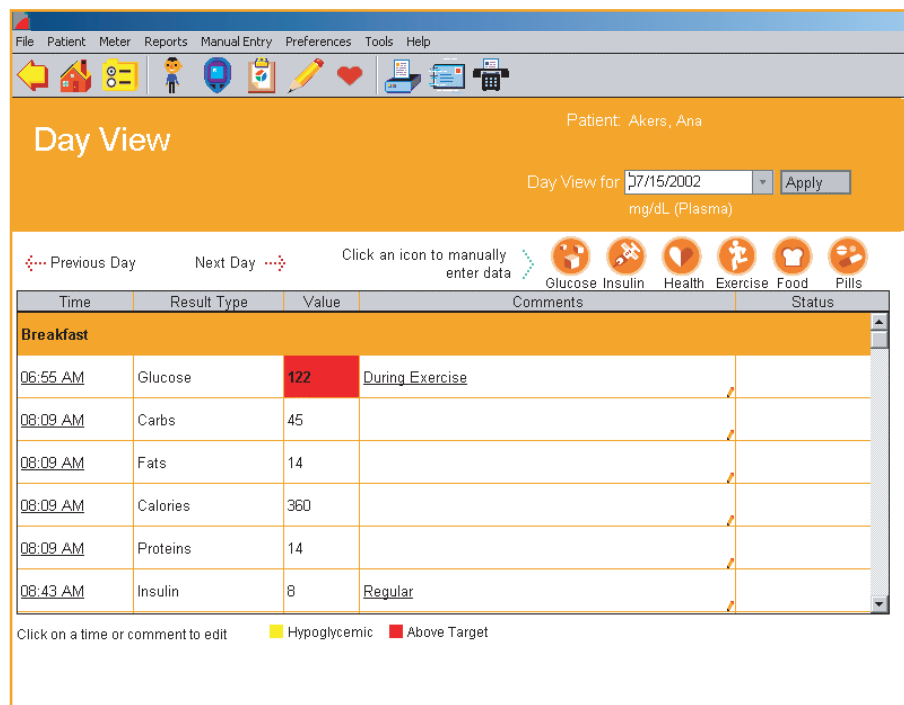 File Patient Meter Reports Manual Entry Preferences Tools Help
Day View
Patient: Akers, Ana
Day View for 07/15/2002 Apply
mg/dL (Plasma)
Previous Day Next Day Click an icon to manually
enter data
Glucose Insulin Health Exercise Food Pills
Time Result Type Value Comments Status
Breakfast
06:55 AM Glucose 122 During Exercise
08:09 AM Carbs 45
08:09 AM Fats 14
08:09 AM Calories 360
08:09 AM Proteins 14
08:43 AM Insulin 8 Regular
Click on a time or comment to edit Hypoglycemic Above Target